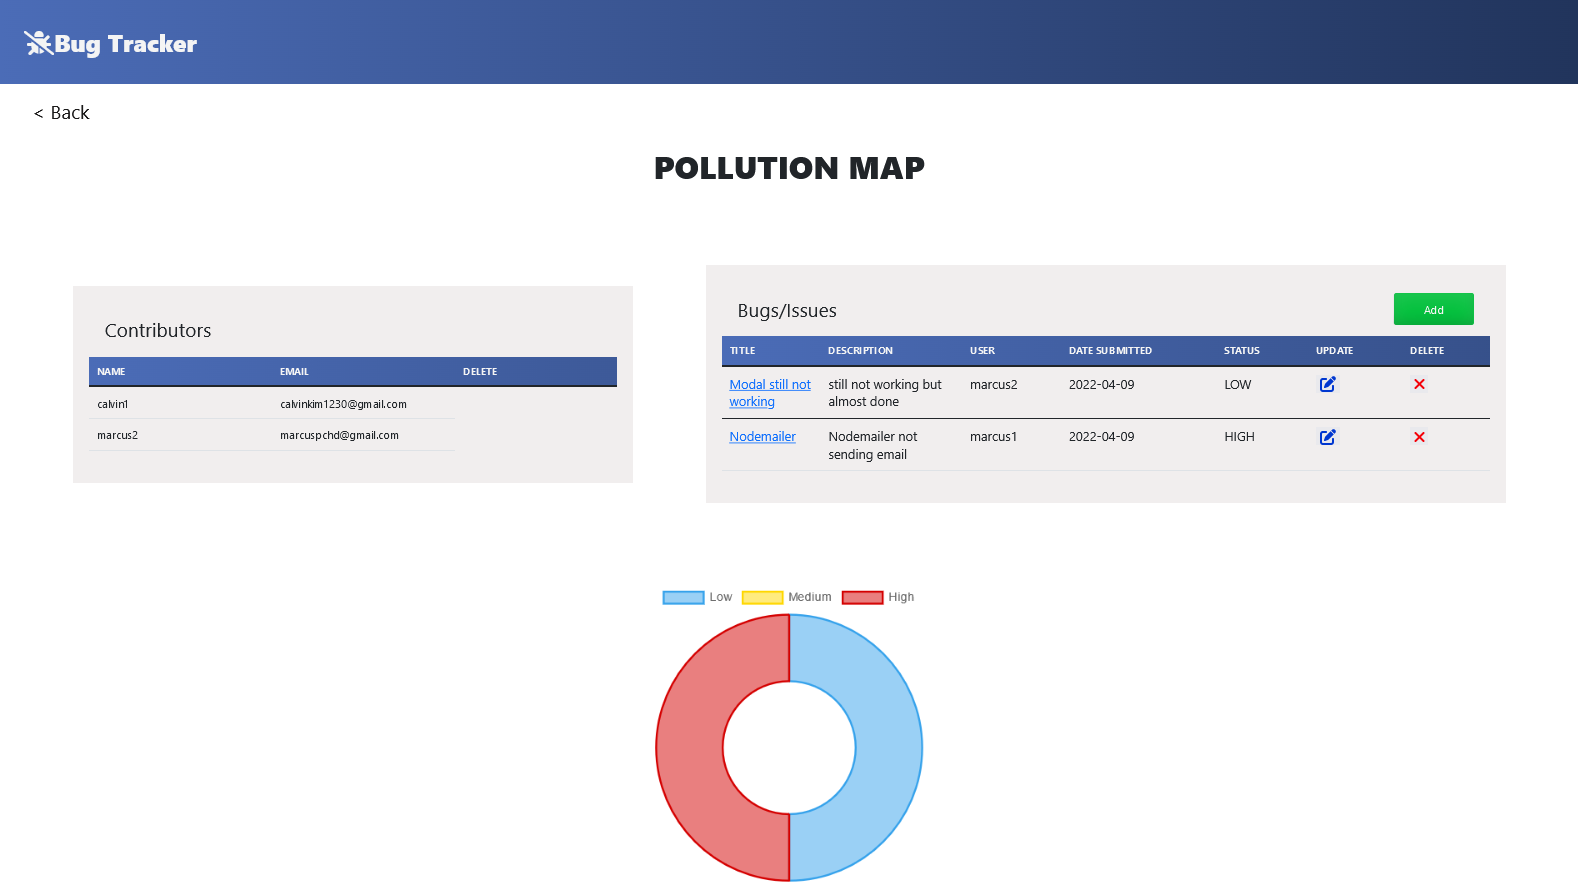 Bug Tracker
< Back
POLLUTION MAP
Contributors
NAME EMAIL DELETE
calvin1 calvinkim1230@gmail.com
marcus2 marcuspchd@gmail.com
Bugs/Issues Add
TITLE DESCRIPTION USER DATE SUBMITTED STATUS UPDATE DELETE
Modal still not still not working but marcus2 2022-04-09 LOW
working almost done
Nodemailer Nodemailer not marcus1 2022-04-09 HIGH
sending email
Low Medium High